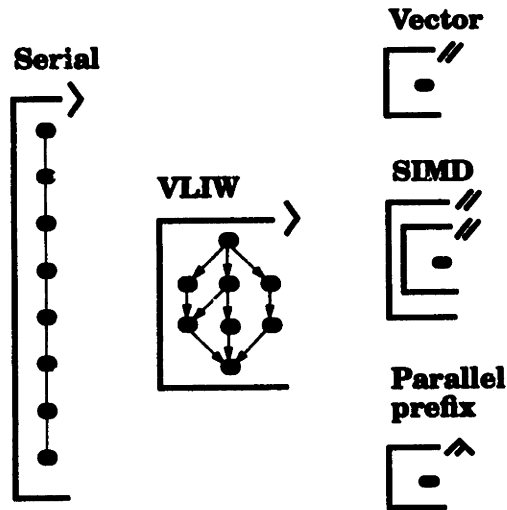 Serial
VLIW
Vector
SIMD
Parallel
prefix